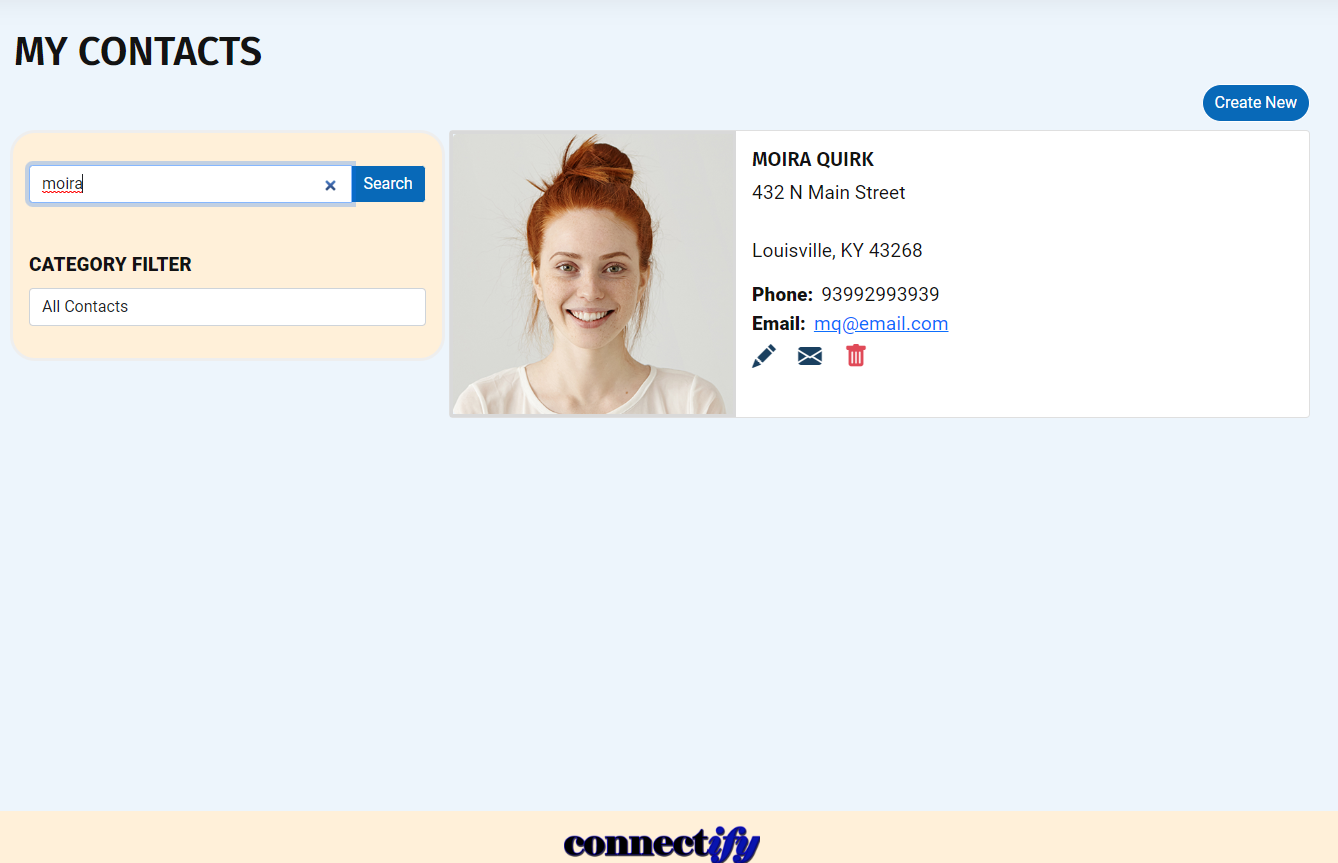 MY CONTACTS
Create New
moira
Search
CATEGORY FILTER
All Contacts
MOIRA QUIRK
432 N Main Street
Louisville, KY 43268
Phone: 93992993939
Email: mq@email.com
connectify